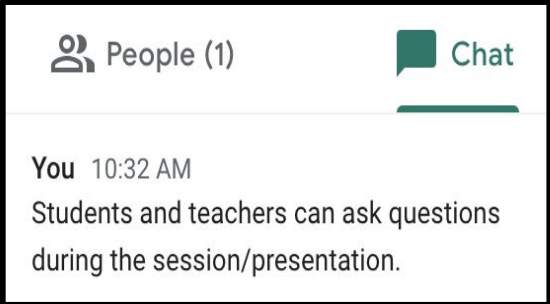 People (1) Chat
You 10:32 AM
Students and teachers can ask questions
during the session/presentation.